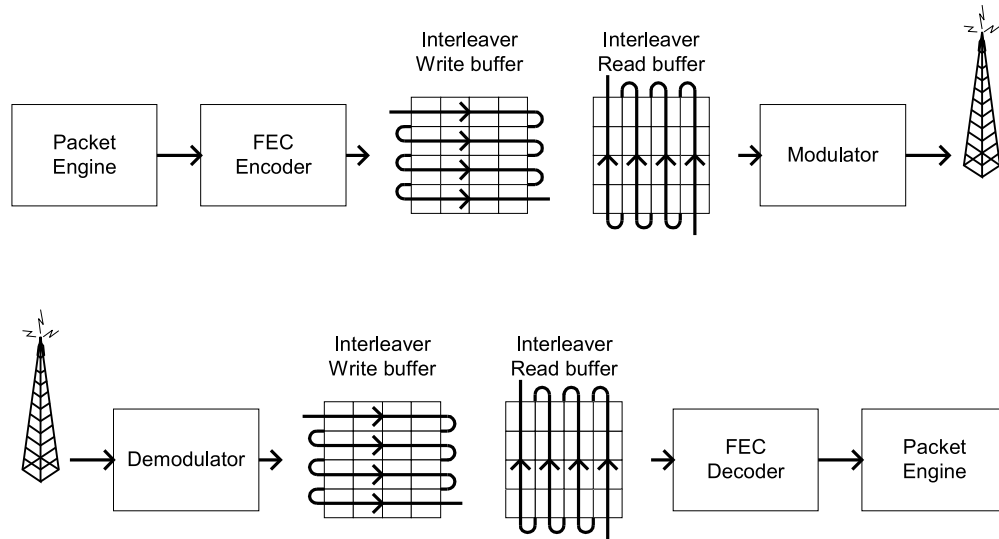 Interleaver
Write buffer
Interleaver
Read buffer
Packet
Engine
FEC
Encoder
Modulator
Interleaver
Write buffer
Interleaver
Read buffer
Demodulator
FEC
Decoder
Packet
Engine